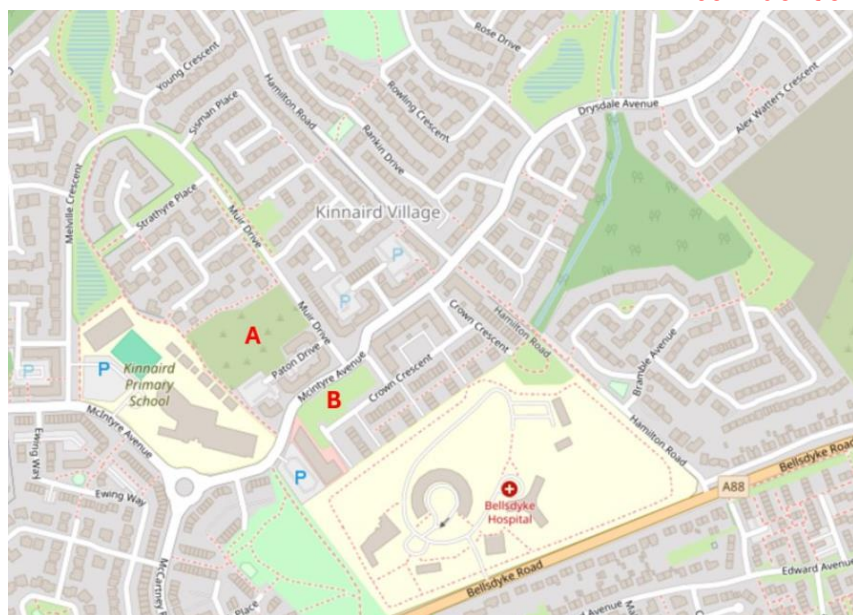 Rose Drive
Young Crescent
Hamilton Road
Rowling Crescent
Drysdale Avenue
Alex Watters Crescent
Sisman Place
Rankin Drive
Strathyre Place
Kinnaird Village
Melville Crescent
Muir Drive
P
P
Muir Drive
Crown Crescent
Hamilton Road
A
Paton Drive
McIntyre Avenue
Bramble Avenue
P
P
Kinnaird
Primary
School
B
Crown Crescent
McIntyre Avenue
Hamilton Road
Ewing Way
Bellsdyke Road
P
A88
Ewing Way
Bellsdyke
Hospital
Edward Avenue
Bellsdyke Road
Place
Avenue